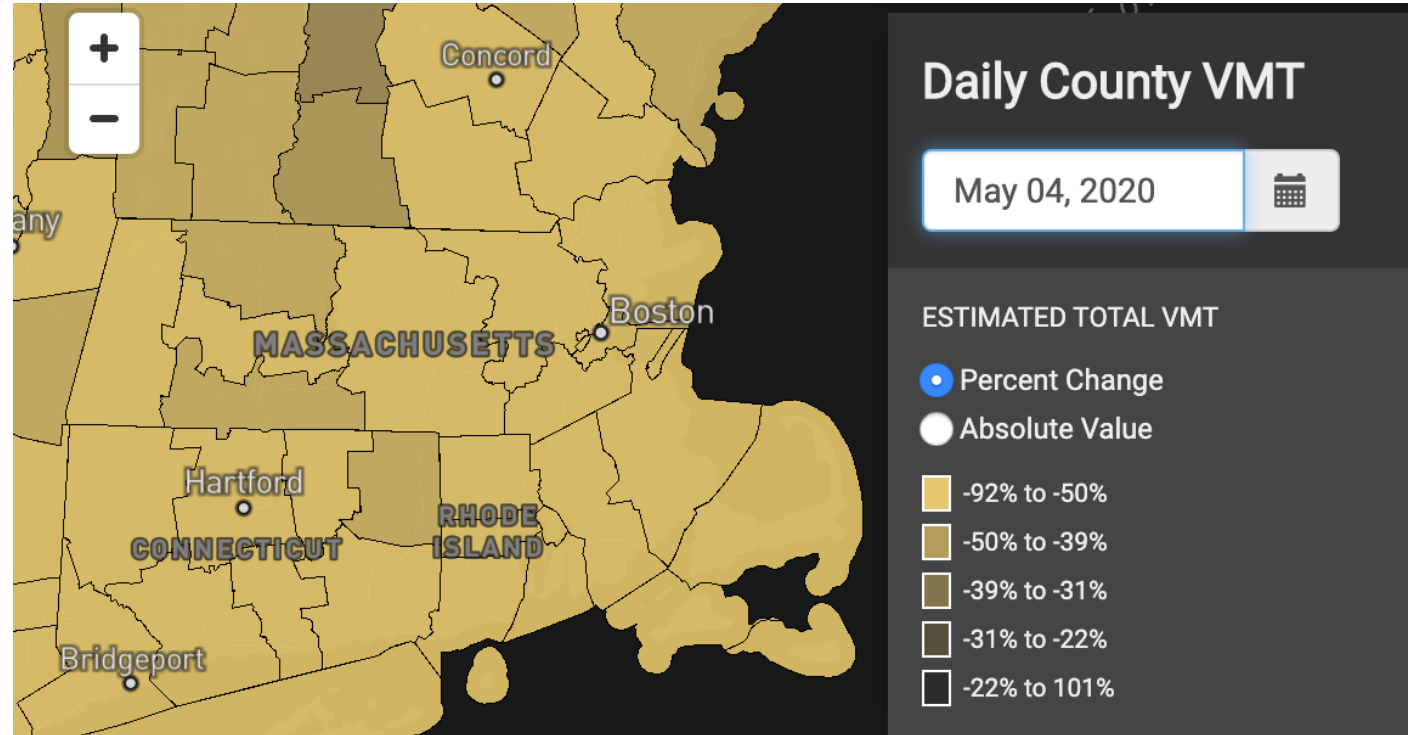 +
Concord
−
any
Boston
MASSACHUSETTS
Hartford
RHODE
ISLAND
CONNECTICUT
Bridgeport
Daily County VMT
May 04, 2020
ESTIMATED TOTAL VMT
Percent Change
Absolute Value
-92% to -50%
-50% to -39%
-39% to -31%
-31% to -22%
-22% to 101%